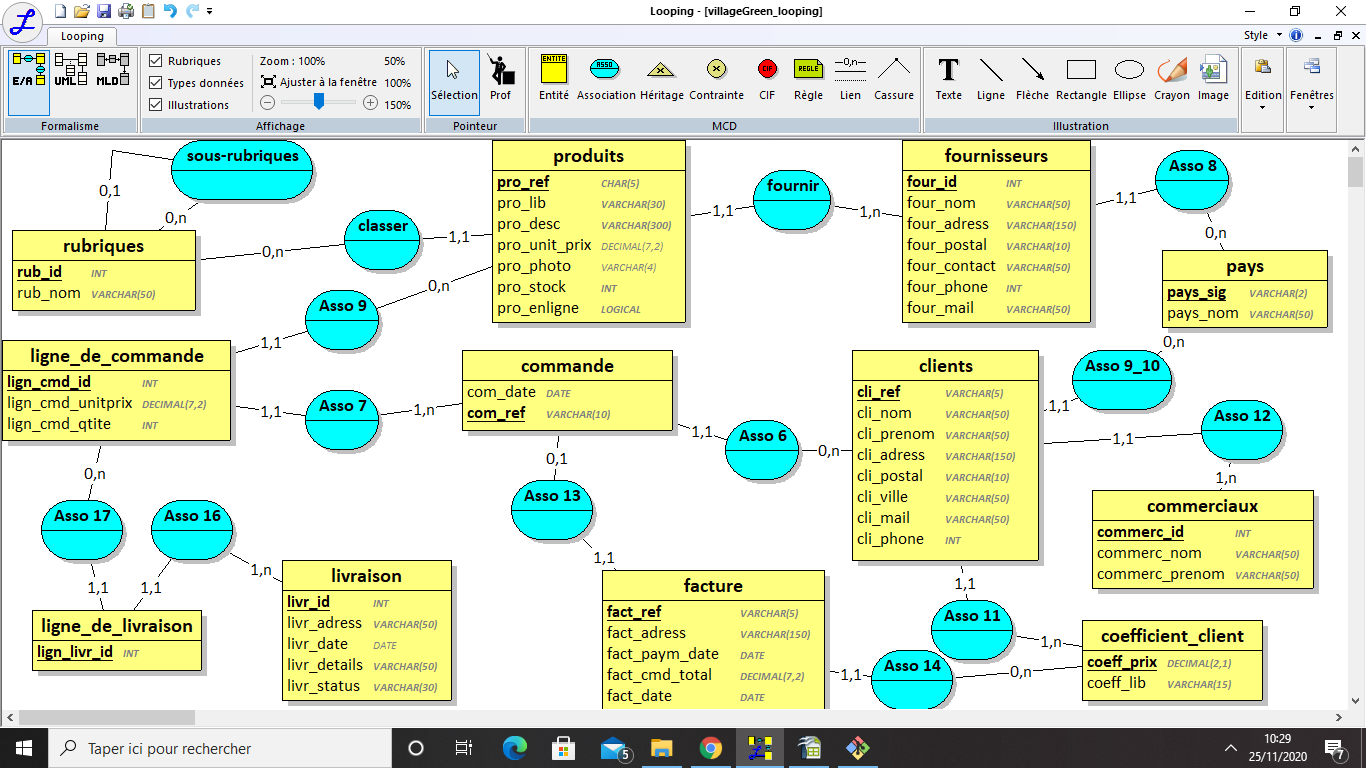 Looping - [villageGreen_looping]
Looping
Style
E/A
UML
MLD
Formalisme
Rubriques
Types données
Illustrations
Zoom : 100%
50%
Ajuster à la fenêtre
100%
150%
Affichage
Sélection
Prof
Pointeur
ENTITÉ
Entité
ASSO
Association
Héritage
Contrainte
CIF
CIF
RÈGLE
Règle
—0,n—
Lien
Cassure
MCD
Texte
Ligne
Flèche
Rectangle
Ellipse
Crayon
Image
Illustration
Edition
Fenêtres
sous-rubriques
0,1
0,n
rubriques
rub_id INT
rub_nom VARCHAR(50)
0,n
classer
1,1
produits
pro_ref CHAR(5)
pro_lib VARCHAR(30)
pro_desc VARCHAR(300)
pro_unit_prix DECIMAL(7,2)
pro_photo VARCHAR(4)
pro_stock INT
pro_enligne LOGICAL
1,1
fournir
1,n
fournisseurs
four_id INT
four_nom VARCHAR(50)
four_adress VARCHAR(150)
four_postal VARCHAR(10)
four_contact VARCHAR(50)
four_phone INT
four_mail VARCHAR(50)
1,1
Asso 8
0,n
pays
pays_sig VARCHAR(2)
pays_nom VARCHAR(50)
0,n
Asso 9_10
1,1
0,n
Asso 9
1,1
ligne_de_commande
lign_cmd_id INT
lign_cmd_unitprix DECIMAL(7,2)
lign_cmd_qtite INT
1,1
Asso 7
1,n
commande
com_date DATE
com_ref VARCHAR(10)
1,1
Asso 6
0,n
clients
cli_ref VARCHAR(5)
cli_nom VARCHAR(50)
cli_prenom VARCHAR(50)
cli_adress VARCHAR(150)
cli_postal VARCHAR(10)
cli_ville VARCHAR(50)
cli_mail VARCHAR(50)
cli_phone INT
1,1
Asso 12
1,n
commerciaux
commerc_id INT
commerc_nom VARCHAR(50)
commerc_prenom VARCHAR(50)
0,n
Asso 17
1,1
Asso 16
1,1
1,n
ligne_de_livraison
lign_livr_id INT
livraison
livr_id INT
livr_adress VARCHAR(50)
livr_date DATE
livr_details VARCHAR(50)
livr_status VARCHAR(30)
0,1
Asso 13
1,1
facture
fact_ref VARCHAR(5)
fact_adress VARCHAR(150)
fact_paym_date DATE
fact_cmd_total DECIMAL(7,2)
fact_date DATE
1,1
Asso 14
0,n
1,1
Asso 11
1,n
coefficient_client
coeff_prix DECIMAL(2,1)
coeff_lib VARCHAR(15)
Taper ici pour rechercher
5
10:29
25/11/2020
7